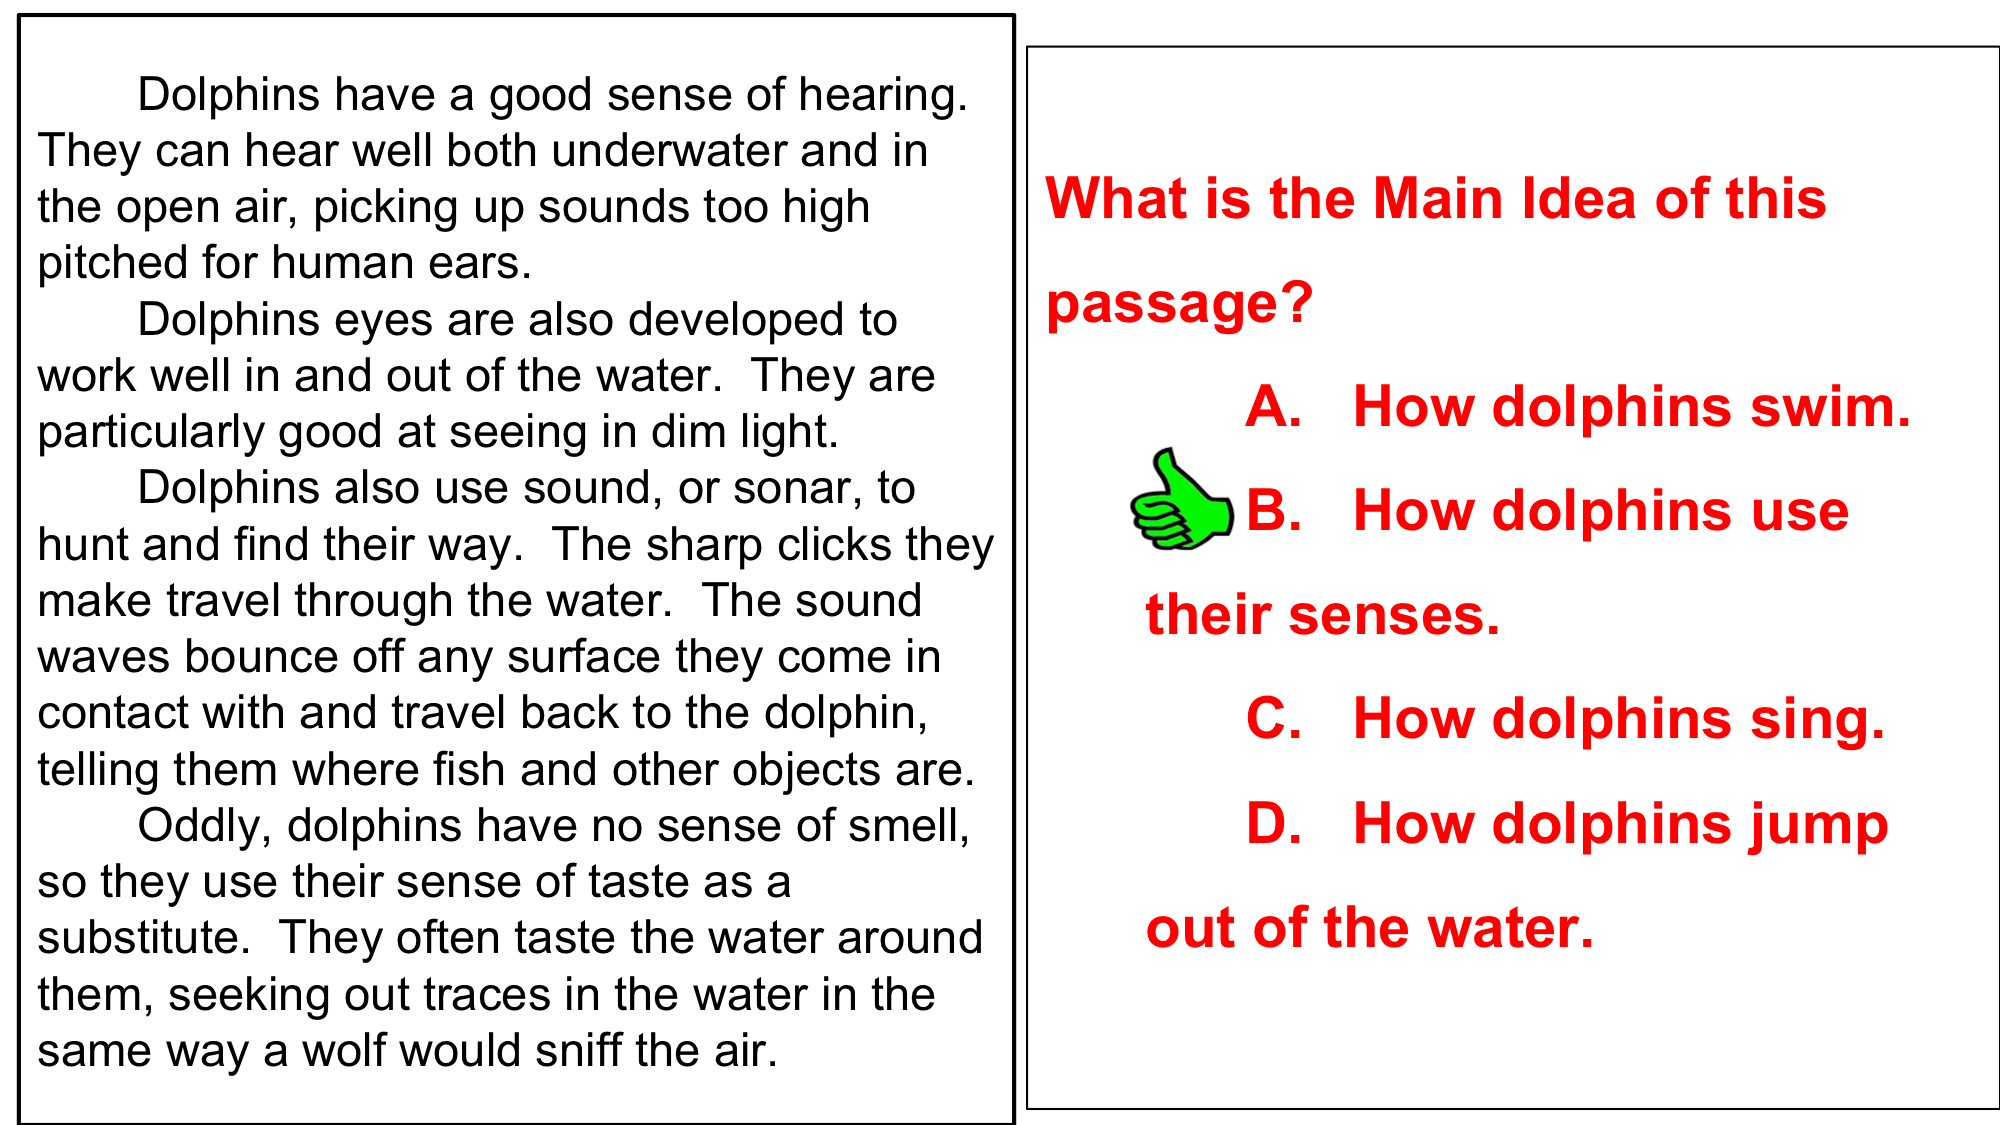 Dolphins have a good sense of hearing.
They can hear well both underwater and in
the open air, picking up sounds too high
pitched for human ears.
Dolphins eyes are also developed to
work well in and out of the water.  They are
particularly good at seeing in dim light.
Dolphins also use sound, or sonar, to
hunt and find their way.  The sharp clicks they
make travel through the water.  The sound
waves bounce off any surface they come in
contact with and travel back to the dolphin,
telling them where fish and other objects are.
Oddly, dolphins have no sense of smell,
so they use their sense of taste as a
substitute.  They often taste the water around
them, seeking out traces in the water in the
same way a wolf would sniff the air.
What is the Main Idea of this
passage?
A. How dolphins swim.
B. How dolphins use
their senses.
C. How dolphins sing.
D. How dolphins jump
out of the water.